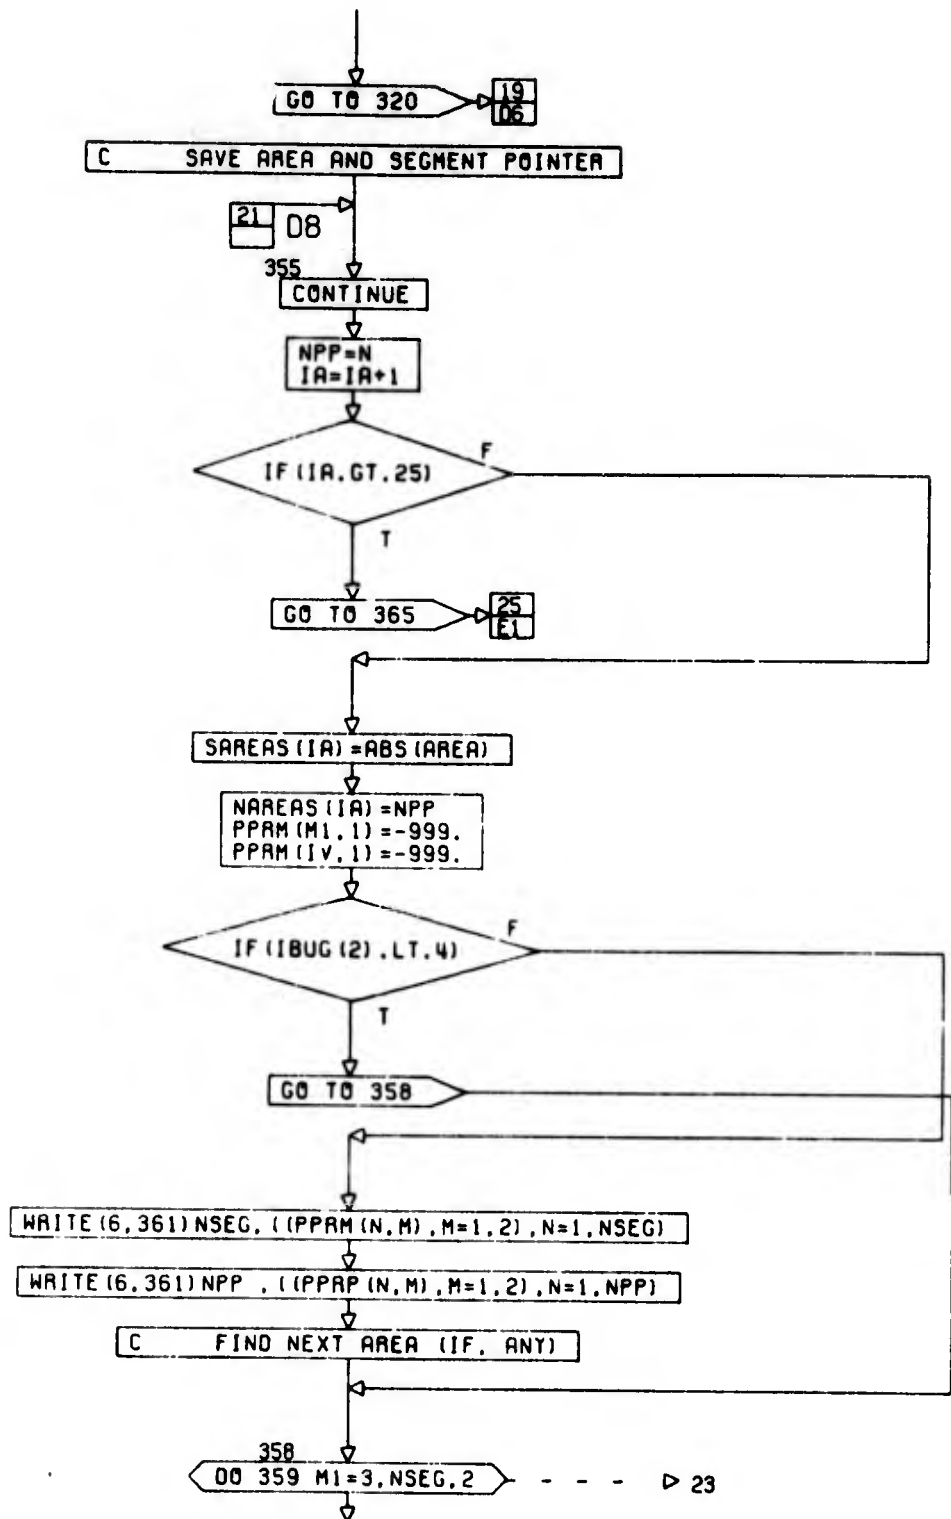 GO TO 320
19
D6
C SAVE AREA AND SEGMENT POINTER
21
D8
355
CONTINUE
NPP=N
IA=IA+1
IF(IA.GT.25)
F
T
GO TO 365
25
E1
SAREAS(IA)=ABS(AREA)
NAREAS(IA)=NPP
PPRM(M1,1)=-999.
PPRM(IV,1)=-999.
IF(IBUG(2).LT.4)
F
T
GO TO 358
WRITE(6,361)NSEG,((PPRM(N,M),M=1,2),N=1,NSEG)
WRITE(6,361)NPP ,((PPRP(N,M),M=1,2),N=1,NPP)
C FIND NEXT AREA (IF, ANY)
358
DO 359 M1=3,NSEG,2
23